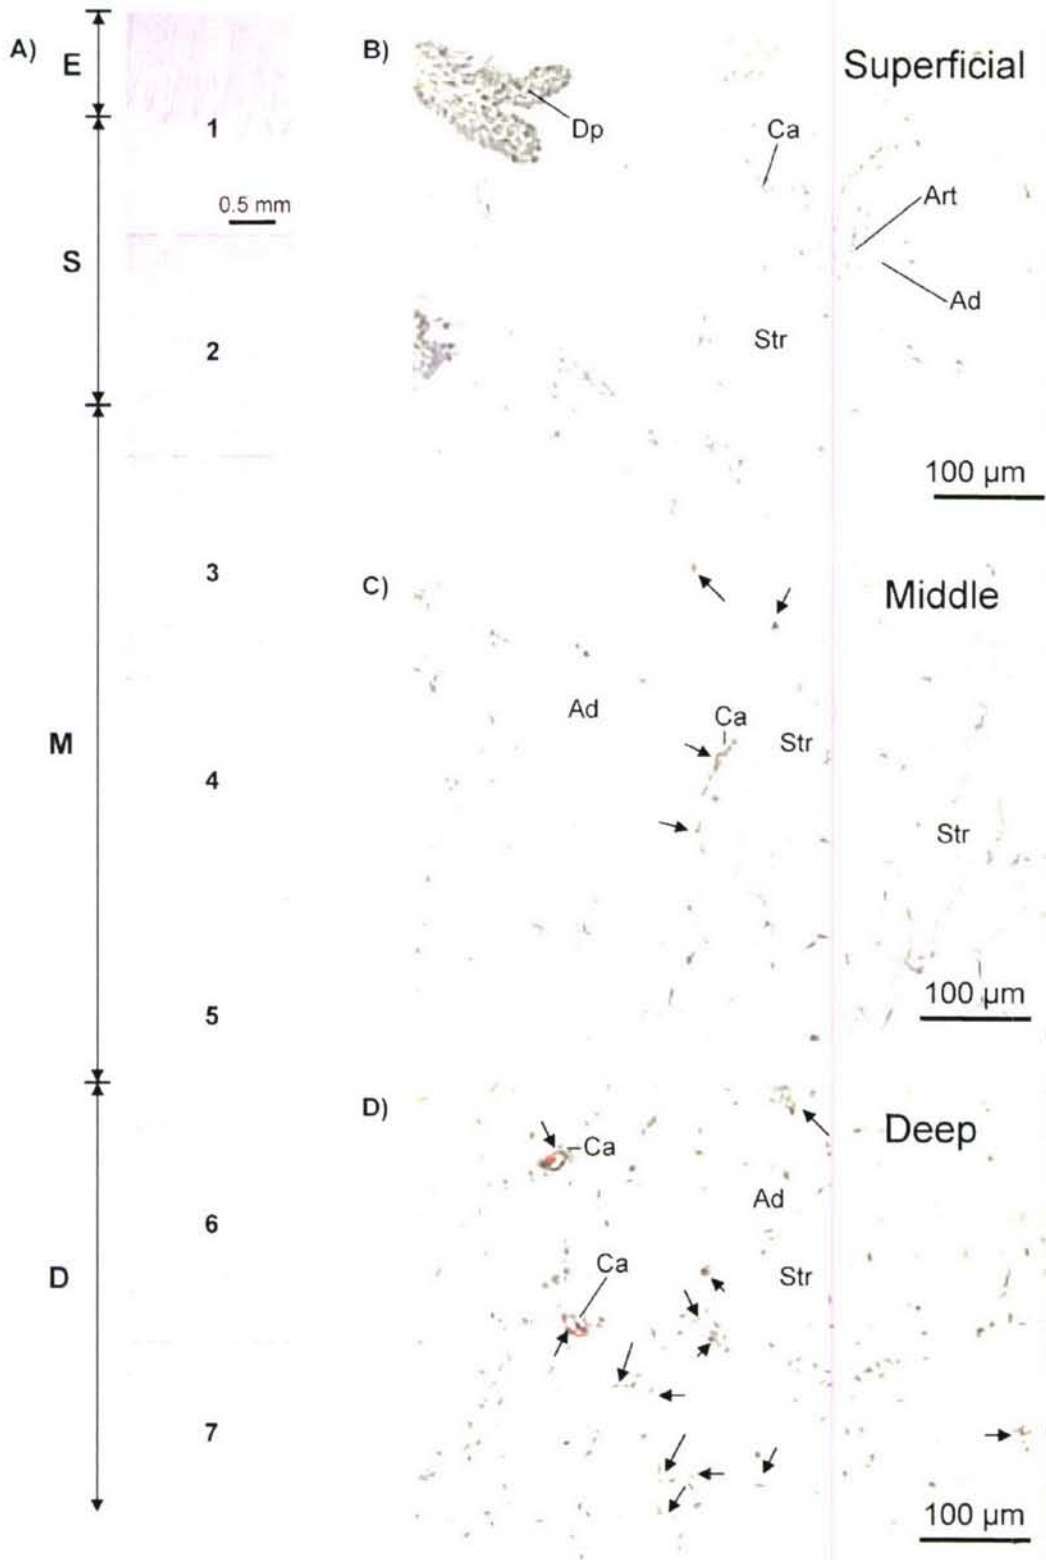 A)
E
1
0.5 mm
S
2
3
M
4
5
6
D
7
B)
Superficial
Dp
Ca
Art
Ad
Str
100 µm
C)
Middle
Ad
Ca
Str
Str
100 µm
D)
Deep
Ca
Ad
Ca
Str
100 µm